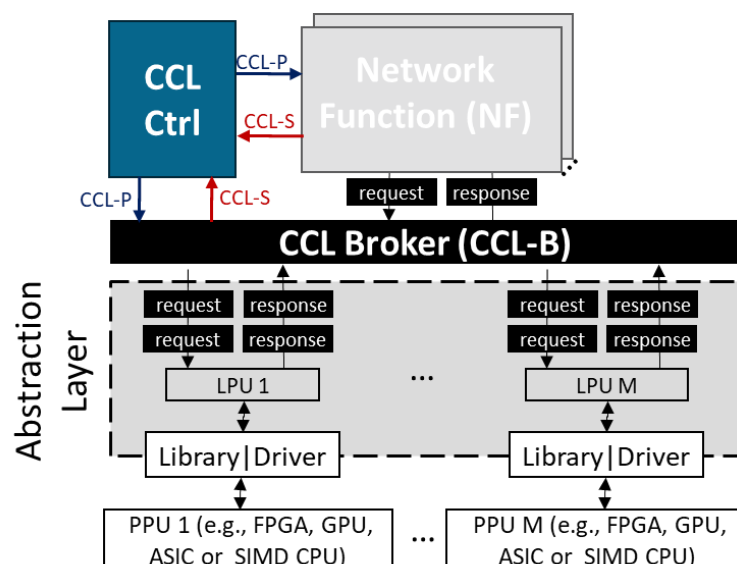 CCL
Ctrl
CCL-P
CCL-S
Network
Function (NF)
...
CCL-P
CCL-S
request
response
CCL Broker (CCL-B)
Abstraction
Layer
request
response
request
response
request
response
request
response
LPU 1
...
LPU M
Library|Driver
Library|Driver
PPU 1 (e.g., FPGA, GPU,
ASIC or SIMD CPU)
...
PPU M (e.g., FPGA, GPU,
ASIC or SIMD CPU)